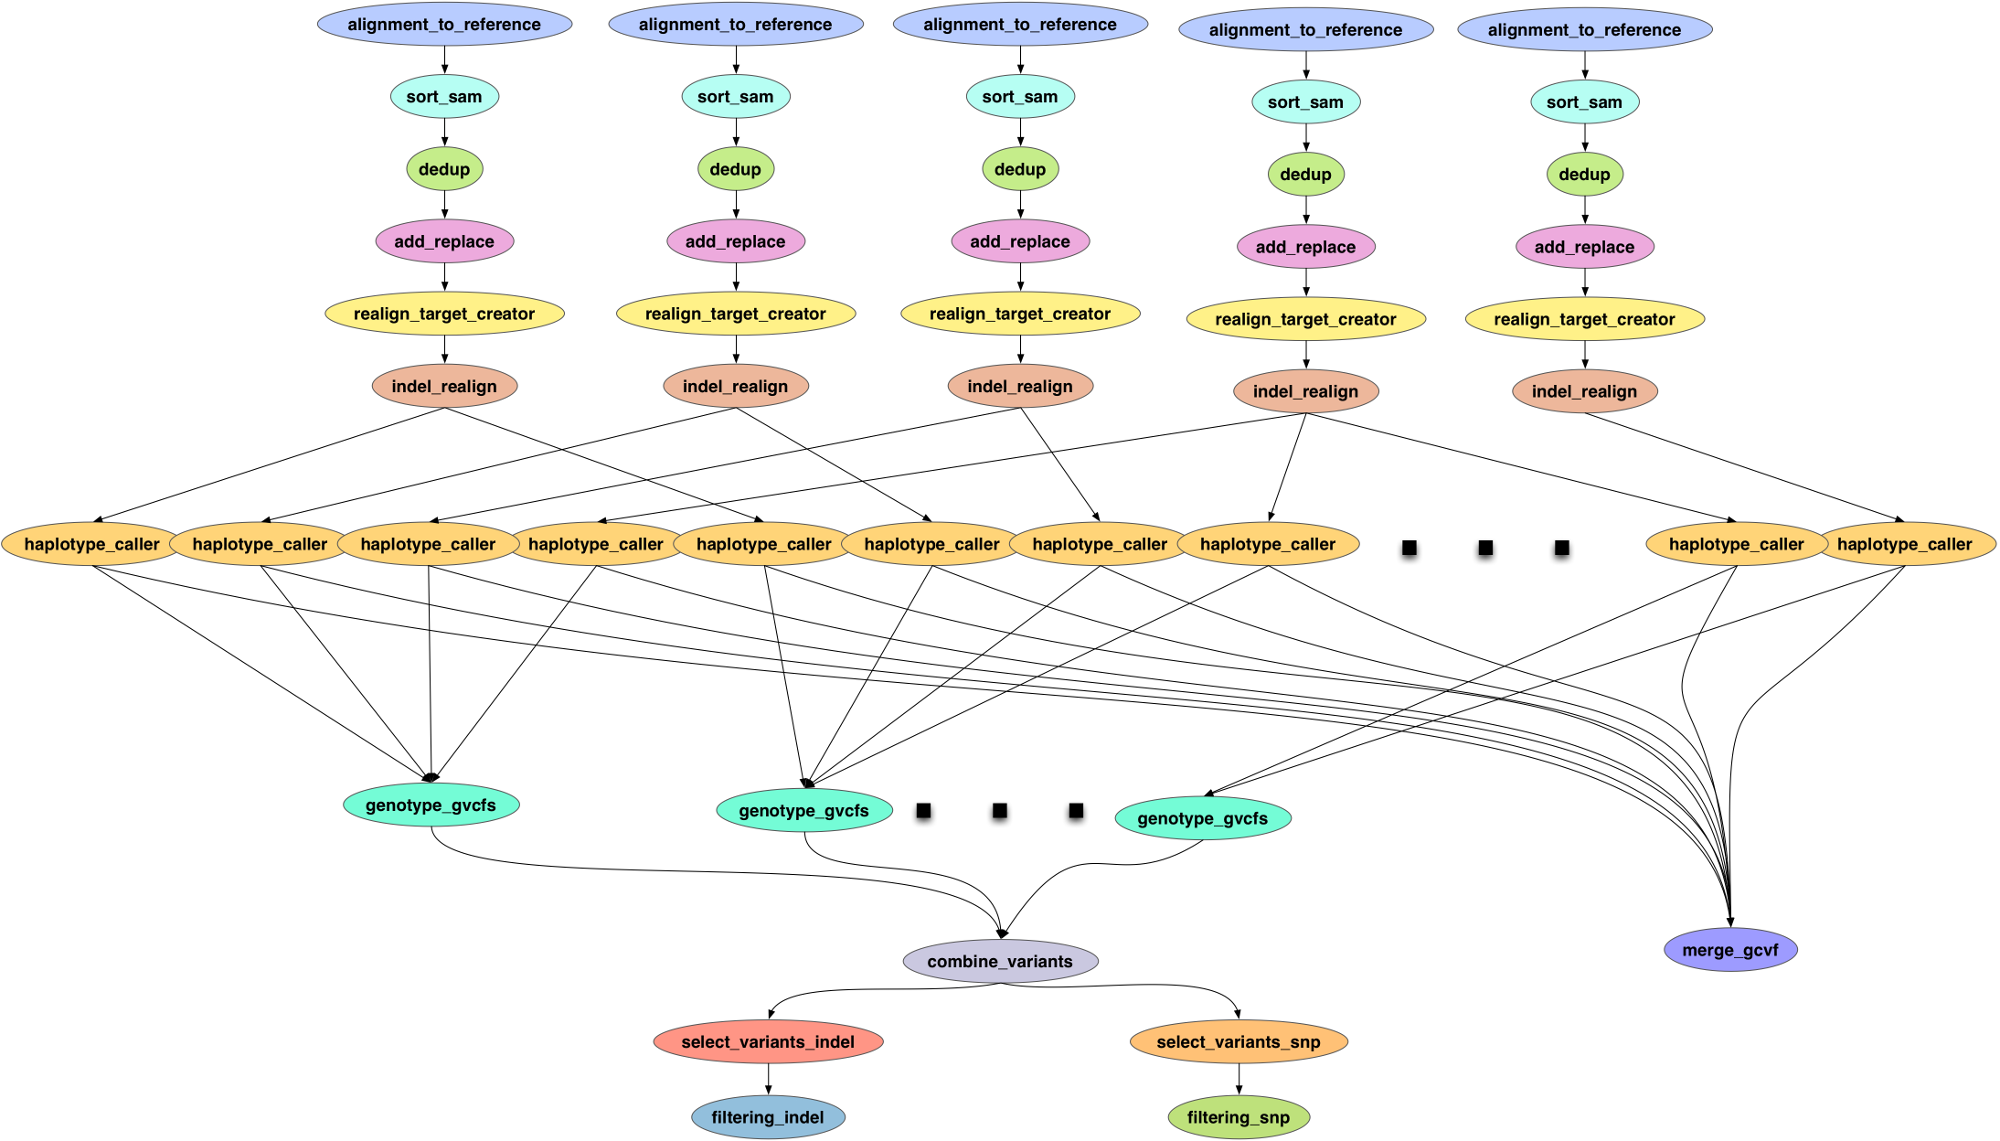 alignment_to_reference
alignment_to_reference
alignment_to_reference
alignment_to_reference
alignment_to_reference
sort_sam
sort_sam
sort_sam
sort_sam
sort_sam
dedup
dedup
dedup
dedup
dedup
add_replace
add_replace
add_replace
add_replace
add_replace
realign_target_creator
realign_target_creator
realign_target_creator
realign_target_creator
realign_target_creator
indel_realign
indel_realign
indel_realign
indel_realign
indel_realign
haplotype_caller
haplotype_caller
haplotype_caller
haplotype_caller
haplotype_caller
haplotype_caller
haplotype_caller
haplotype_caller
haplotype_caller
haplotype_caller
genotype_gvcfs
genotype_gvcfs
genotype_gvcfs
combine_variants
merge_gcvf
select_variants_indel
select_variants_snp
filtering_indel
filtering_snp